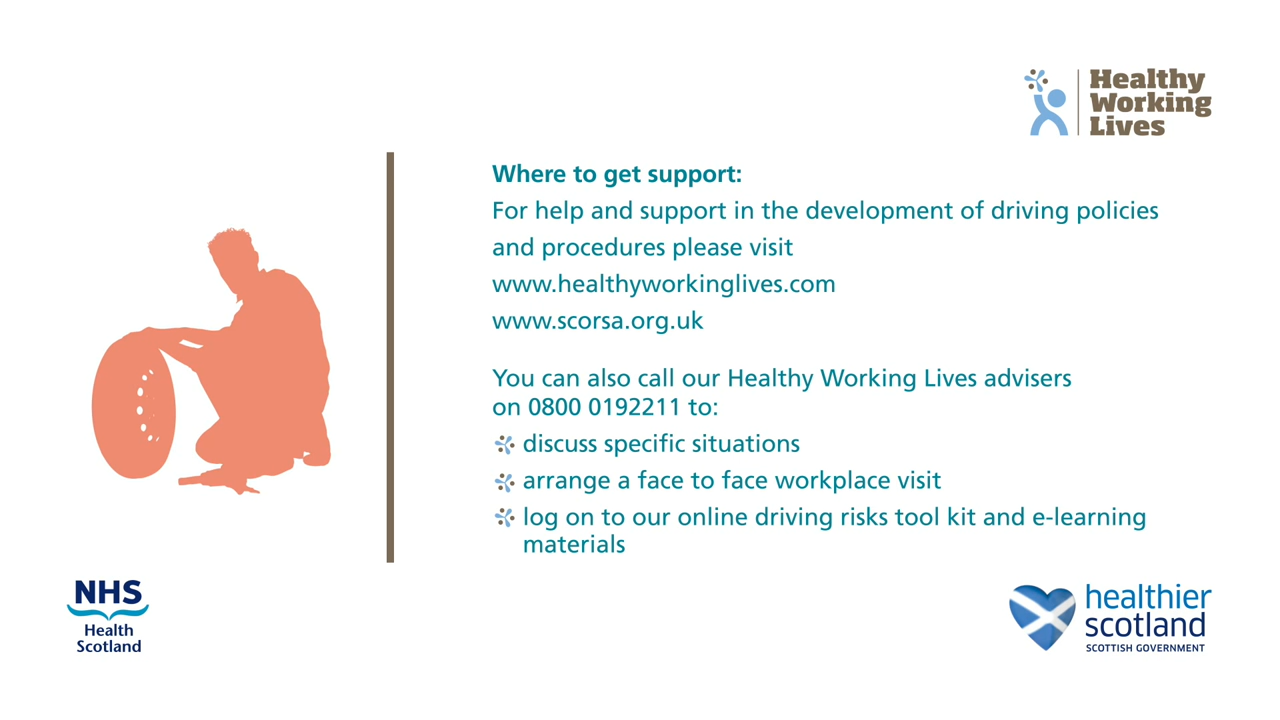 Healthy
Working
Lives
Where to get support:
For help and support in the development of driving policies
and procedures please visit
www.healthyworkinglives.com
www.scorsa.org.uk
You can also call our Healthy Working Lives advisers
on 0800 0192211 to:
discuss specific situations
arrange a face to face workplace visit
log on to our online driving risks tool kit and e-learning
materials
NHS
Health
Scotland
healthier
scotland
SCOTTISH GOVERNMENT